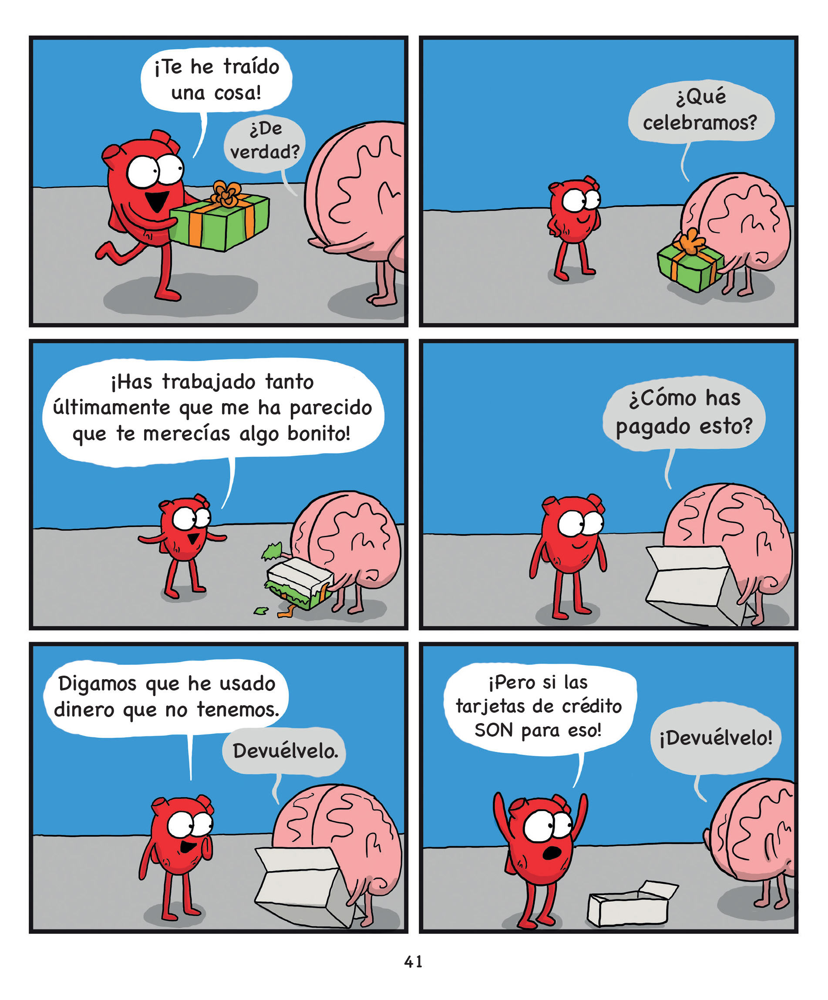 ¡Te he traído
una cosa!
¿De
verdad?
¿Qué
celebramos?
¡Has trabajado tanto
últimamente que me ha parecido
que te merecías algo bonito!
¿Cómo has
pagado esto?
Digamos que he usado
dinero que no tenemos.
Devuélvelo.
¡Pero si las
tarjetas de crédito
SON para eso!
¡Devuélvelo!
41